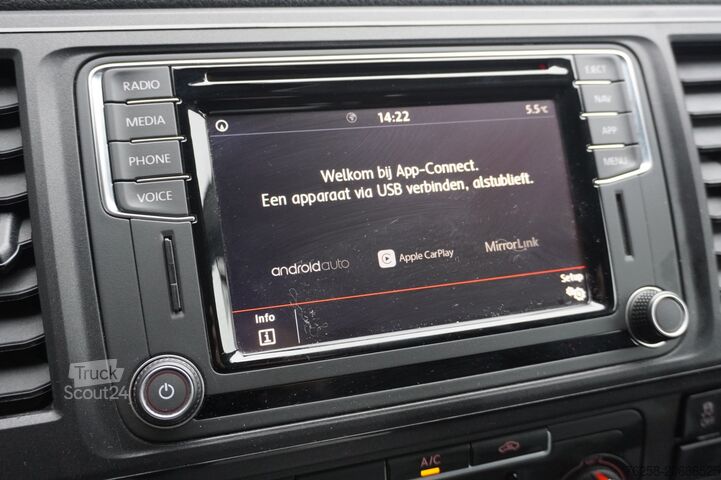 RADIO
MEDIA
PHONE
VOICE
EJECT
NAV
APP
MENU
14:22
5.5°C
Welkom bij App-Connect.
Een apparaat via USB verbinden, alstublieft.
androidauto
Apple CarPlay
MirrorLink
Setup
Info
i
Truck
Scout24
A/C